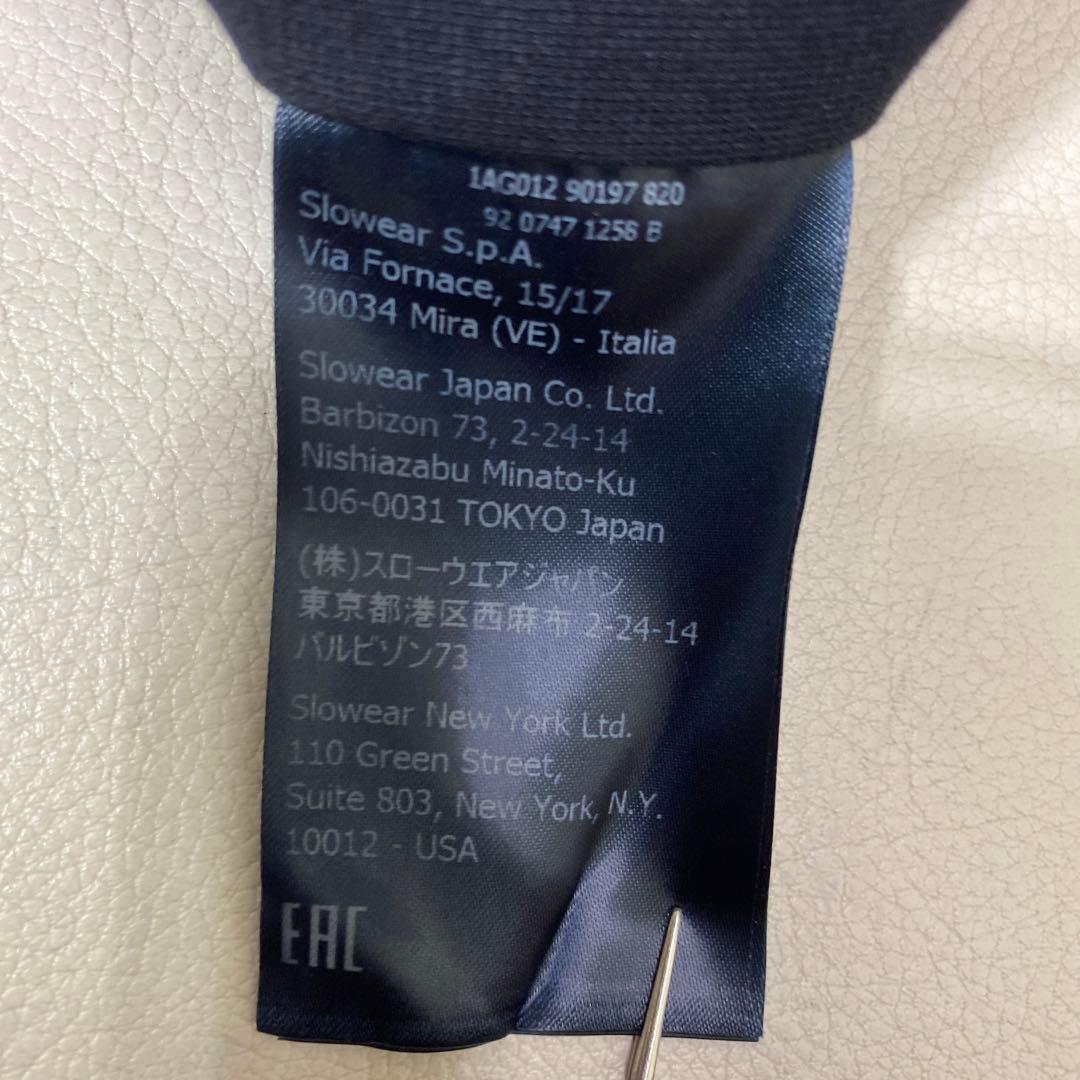 1AG012 90197 820
92 0747 1258 B
Slowear S.p.A.
Via Fornace, 15/17
30034 Mira (VE) - Italia
Slowear Japan Co. Ltd.
Barbizon 73, 2-24-14
Nishiazabu Minato-Ku
106-0031 TOKYO Japan
(株)スローウエアジャパン
東京都港区西麻布 2-24-14
バルビゾン73
Slowear New York Ltd.
110 Green Street,
Suite 803, New York, N.Y.
10012 - USA
EAC